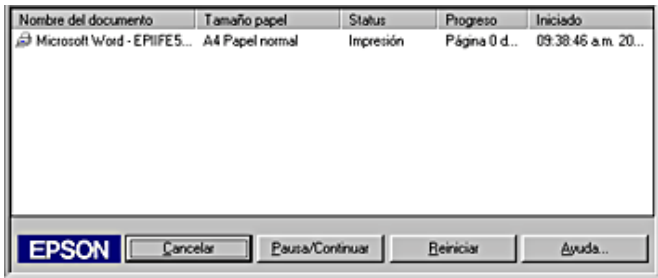 Nombre del documento Tamaño papel Status Progreso Iniciado
Microsoft Word - EPIIFE5... A4 Papel normal Impresión Página 0 d... 09:38:46 a.m. 20...
EPSON Cancelar Pausa/Continuar Reiniciar Ayuda...